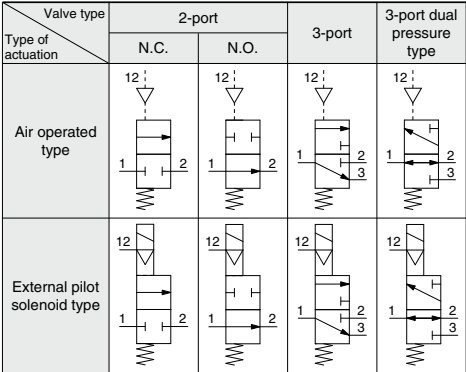 Valve type
Type of
actuation
2-port
N.C.
N.O.
3-port
3-port dual
pressure
type
Air operated
type
12
1
2
12
1
2
12
1
2
3
12
1
2
3
External pilot
solenoid type
12
1
2
12
1
2
12
1
2
3
12
1
2
3